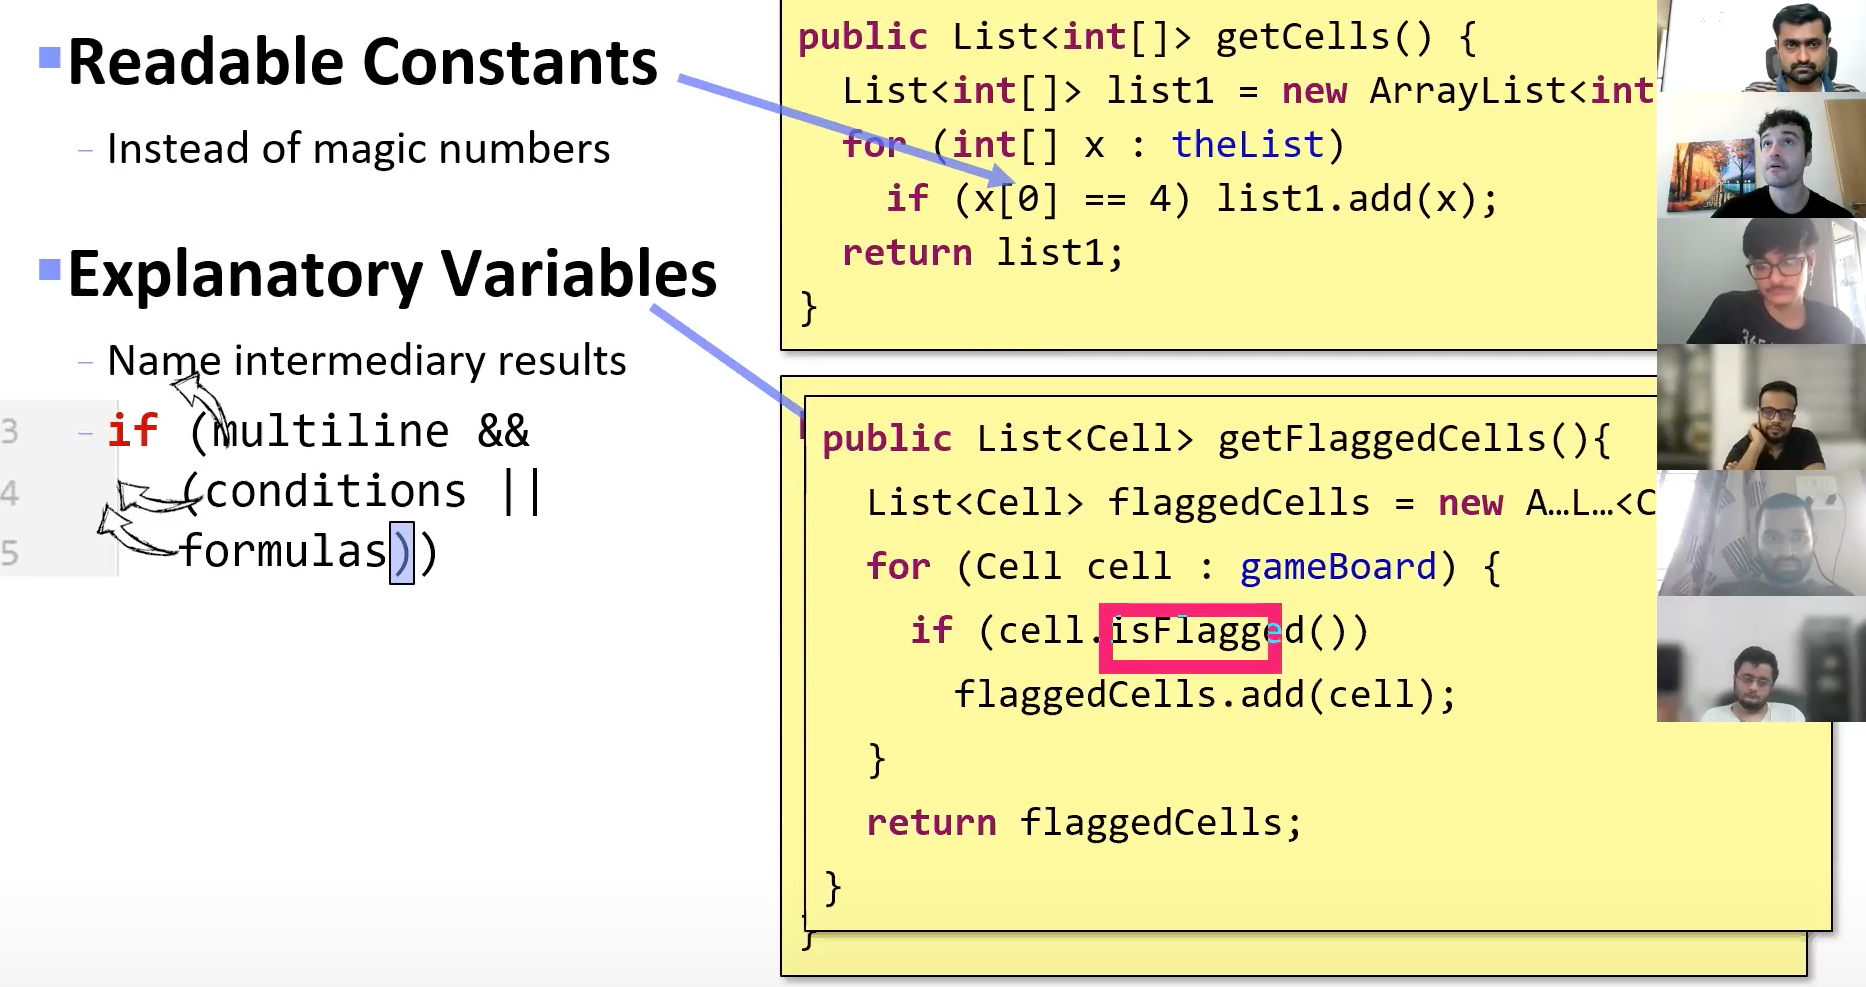 Readable Constants
– Instead of magic numbers
Explanatory Variables
– Name intermediary results
3 – if (multiline &&
4 (conditions ||
5 formulas))
public List<int[]> getCells() {
List<int[]> list1 = new ArrayList<int
for (int[] x : theList)
if (x[0] == 4) list1.add(x);
return list1;
}
public List<Cell> getFlaggedCells(){
List<Cell> flaggedCells = new A…L…<C
for (Cell cell : gameBoard) {
if (cell.isFlagged())
flaggedCells.add(cell);
}
return flaggedCells;
}
}